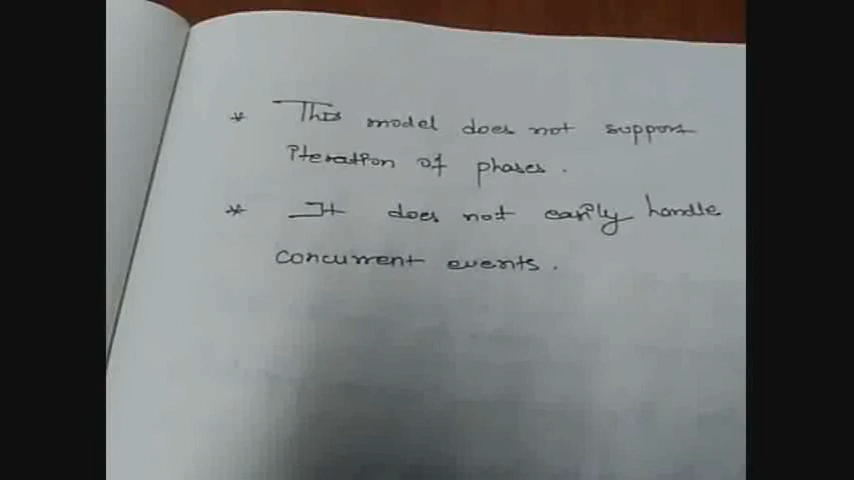 * This model does not support
iteration of phases.
* It does not easily handle
concurrent events.